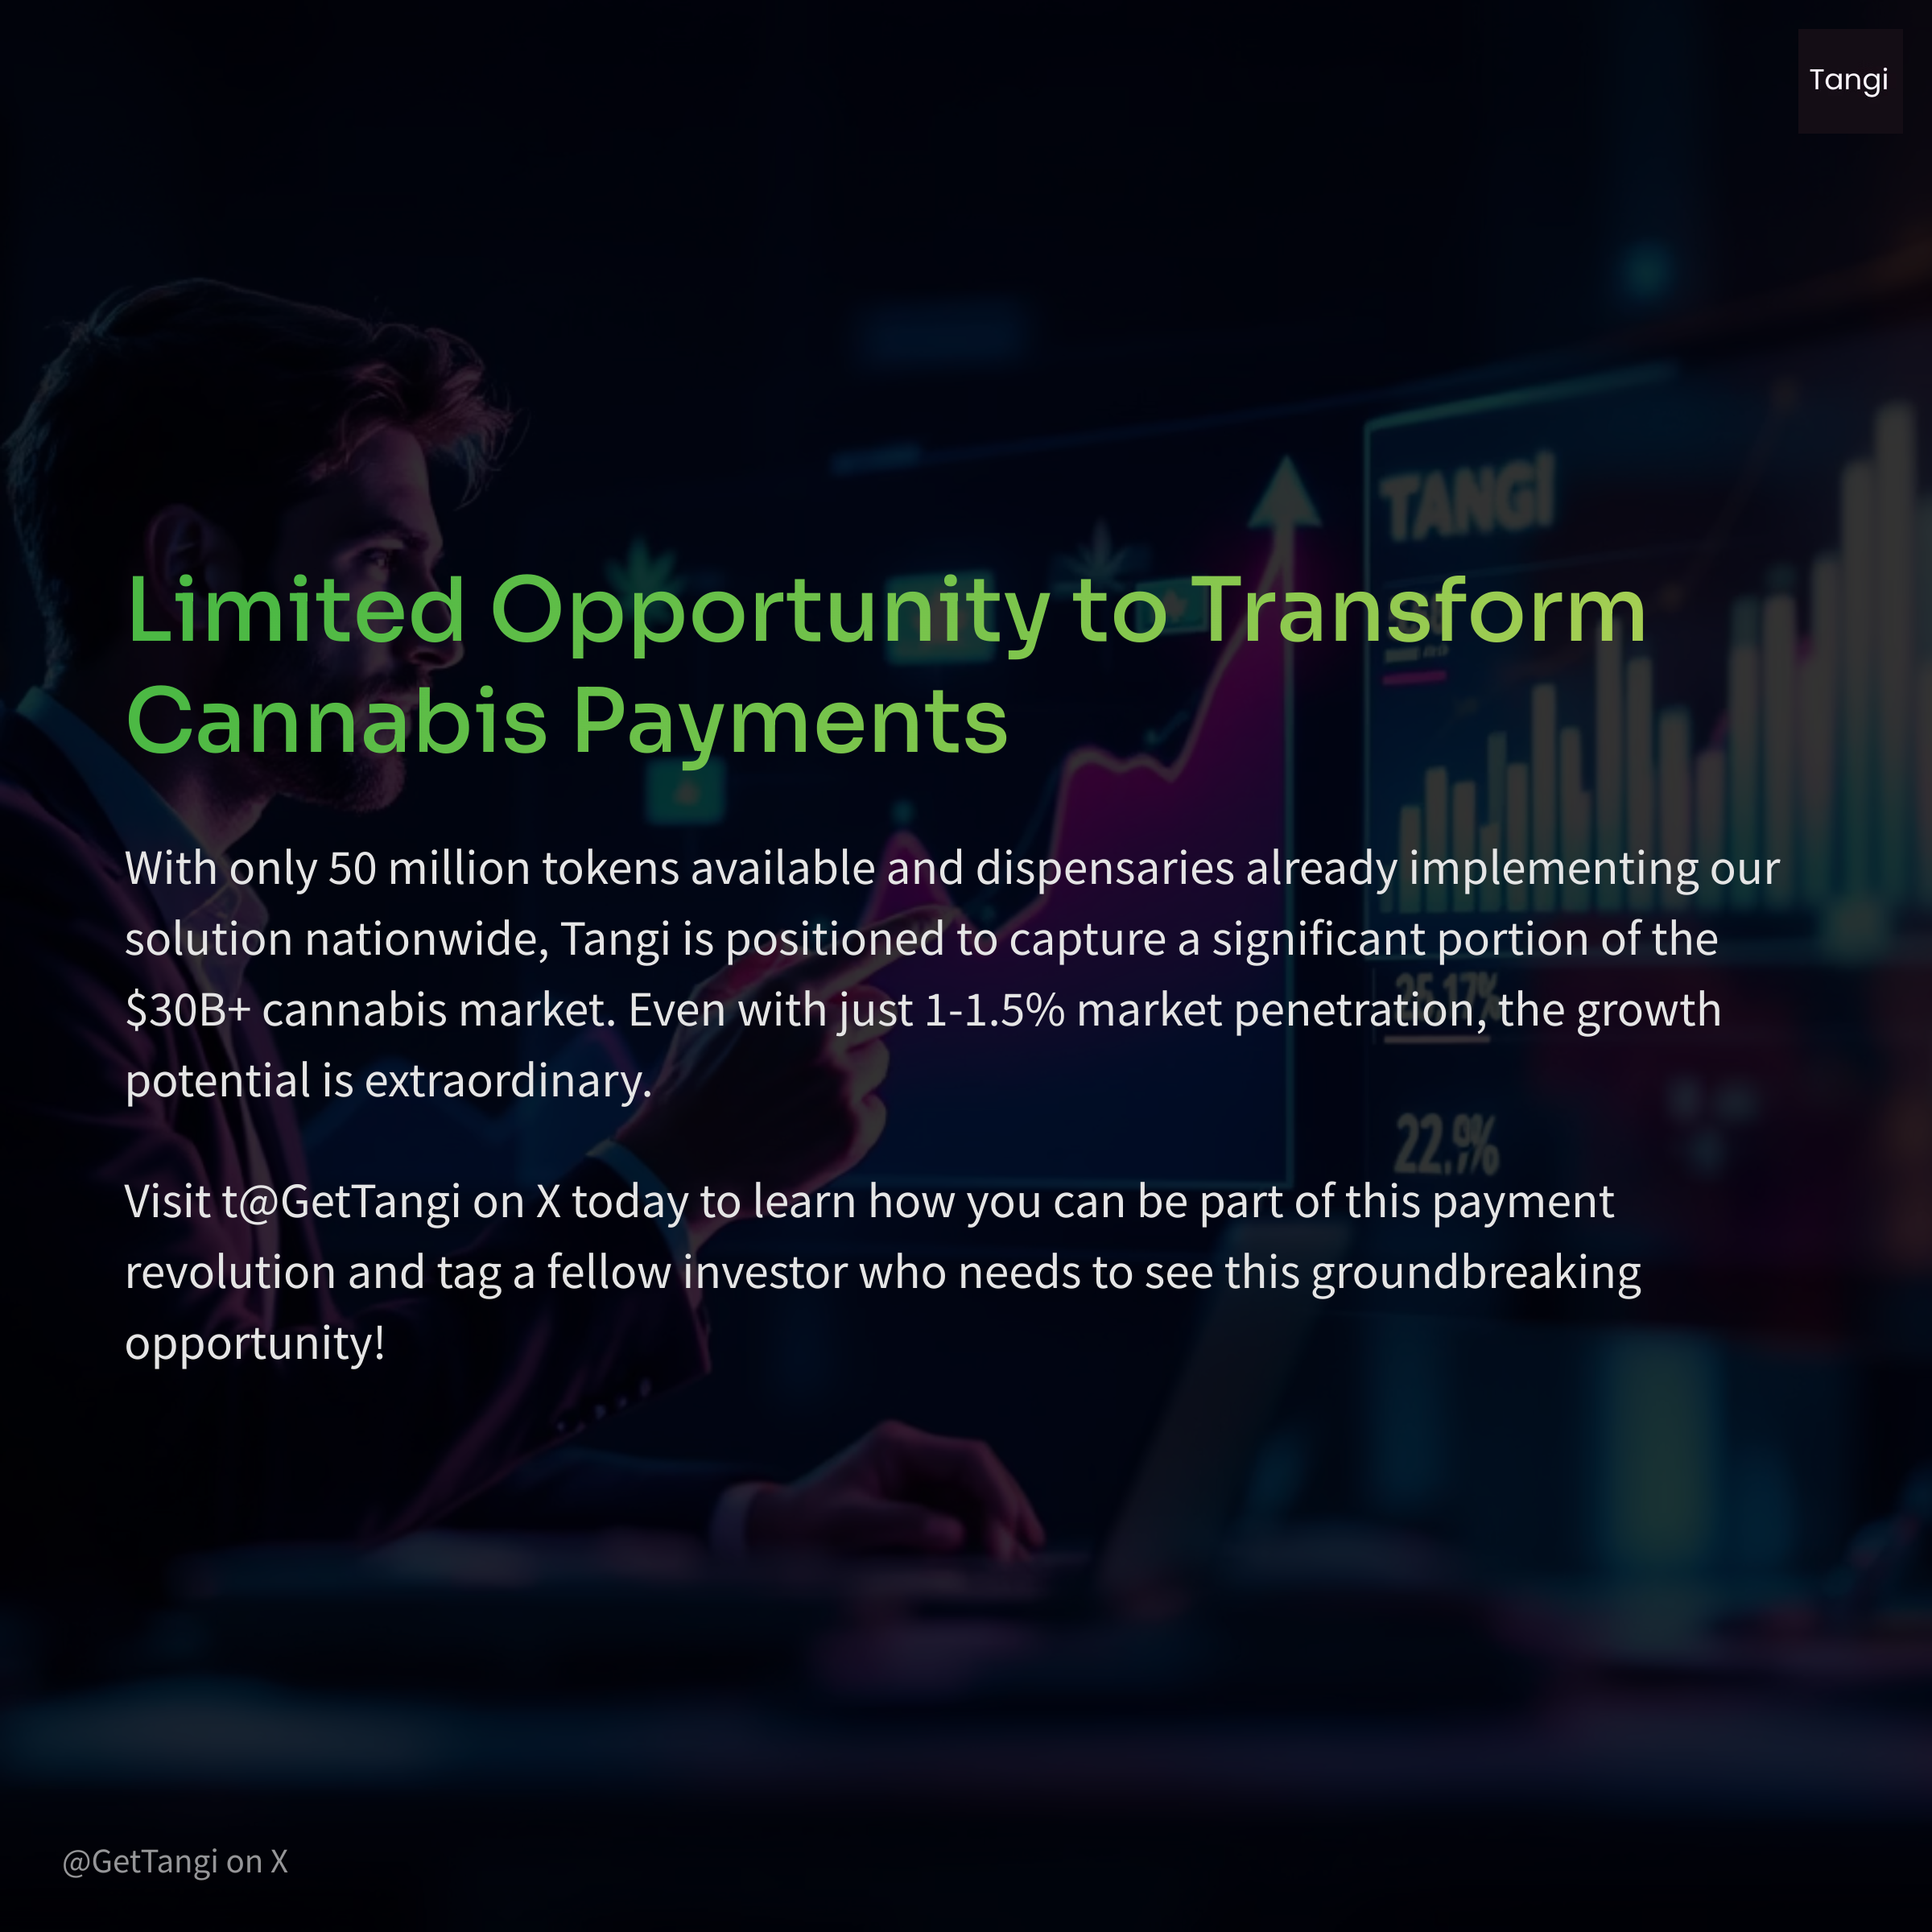 Tangi
TANGI
Limited Opportunity to Transform
Cannabis Payments
With only 50 million tokens available and dispensaries already implementing our
solution nationwide, Tangi is positioned to capture a significant portion of the
$30B+ cannabis market. Even with just 1-1.5% market penetration, the growth
potential is extraordinary.
22.%
Visit t@GetTangi on X today to learn how you can be part of this payment
revolution and tag a fellow investor who needs to see this groundbreaking
opportunity!
@GetTangi on X